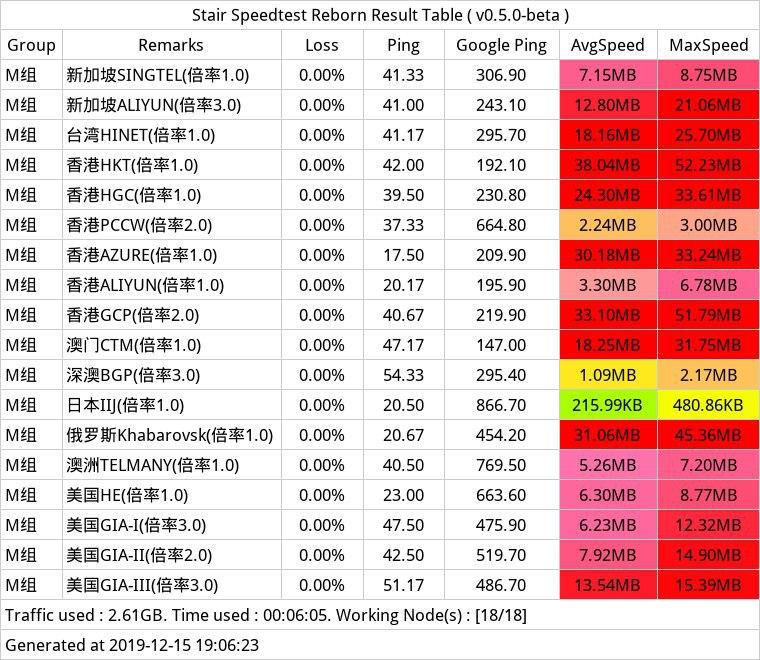 Stair Speedtest Reborn Result Table ( v0.5.0-beta )
Group Remarks Loss Ping Google Ping AvgSpeed MaxSpeed
M组 新加坡SINGTEL(倍率1.0) 0.00% 41.33 306.90 7.15MB 8.75MB
M组 新加坡ALIYUN(倍率3.0) 0.00% 41.00 243.10 12.80MB 21.06MB
M组 台湾HINET(倍率1.0) 0.00% 41.17 295.70 18.16MB 25.70MB
M组 香港HKT(倍率1.0) 0.00% 42.00 192.10 38.04MB 52.23MB
M组 香港HGC(倍率1.0) 0.00% 39.50 230.80 24.30MB 33.61MB
M组 香港PCCW(倍率2.0) 0.00% 37.33 664.80 2.24MB 3.00MB
M组 香港AZURE(倍率1.0) 0.00% 17.50 209.90 30.18MB 33.24MB
M组 香港ALIYUN(倍率1.0) 0.00% 20.17 195.90 3.30MB 6.78MB
M组 香港GCP(倍率2.0) 0.00% 40.67 219.90 33.10MB 51.79MB
M组 澳门CTM(倍率1.0) 0.00% 47.17 147.00 18.25MB 31.75MB
M组 深澳BGP(倍率3.0) 0.00% 54.33 295.40 1.09MB 2.17MB
M组 日本IIJ(倍率1.0) 0.00% 20.50 866.70 215.99KB 480.86KB
M组 俄罗斯Khabarovsk(倍率1.0) 0.00% 20.67 454.20 31.06MB 45.36MB
M组 澳洲TELMANY(倍率1.0) 0.00% 40.50 769.50 5.26MB 7.20MB
M组 美国HE(倍率1.0) 0.00% 23.00 663.60 6.30MB 8.77MB
M组 美国GIA-I(倍率3.0) 0.00% 47.50 475.90 6.23MB 12.32MB
M组 美国GIA-II(倍率2.0) 0.00% 42.50 519.70 7.92MB 14.90MB
M组 美国GIA-III(倍率3.0) 0.00% 51.17 486.70 13.54MB 15.39MB
Traffic used : 2.61GB. Time used : 00:06:05. Working Node(s) : [18/18]
Generated at 2019-12-15 19:06:23